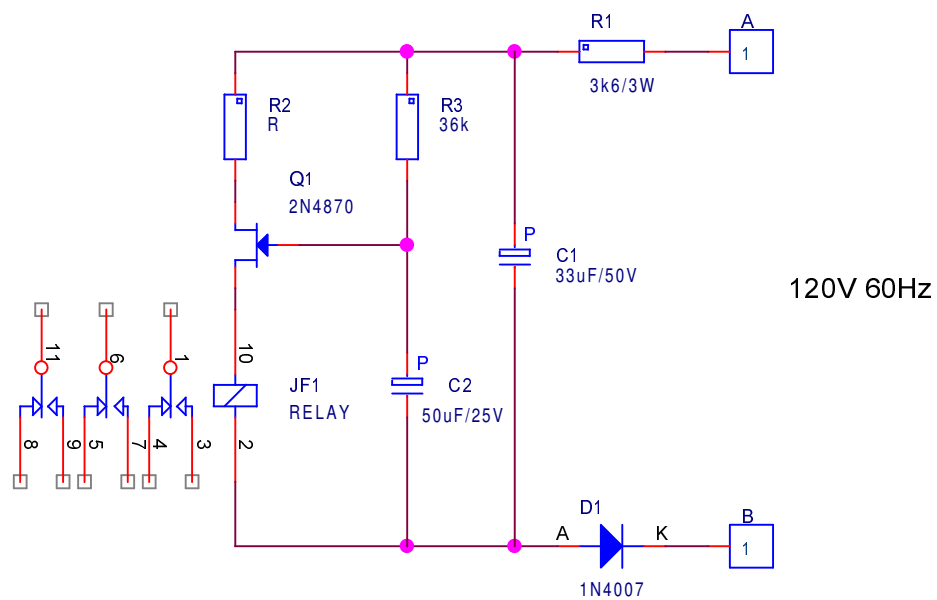 R1
A
1
3k6/3W
R2
R
R3
36k
Q1
2N4870
P
C1
33uF/50V
120V 60Hz
11
6
1
10
P
JF1
RELAY
C2
50uF/25V
8
9
5
7
4
3
2
D1
A
K
B
1
1N4007